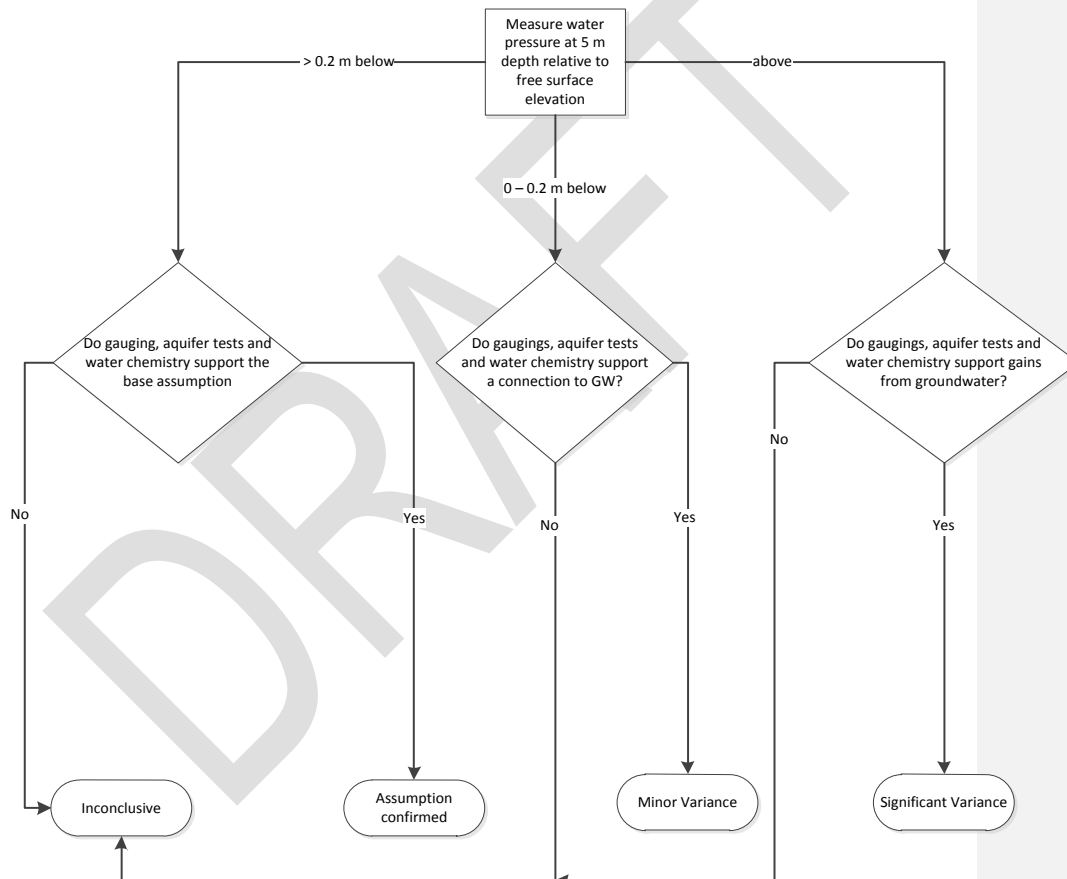 Measure water
pressure at 5 m
depth relative to
free surface
elevation
> 0.2 m below
above
0 – 0.2 m below
Do gauging, aquifer tests and
water chemistry support the
base assumption
Do gaugings, aquifer tests
and water chemistry support
a connection to GW?
Do gaugings, aquifer tests and
water chemistry support gains
from groundwater?
No
Yes
No
Yes
No
Yes
Inconclusive
Assumption
confirmed
Minor Variance
Significant Variance
DRAFT